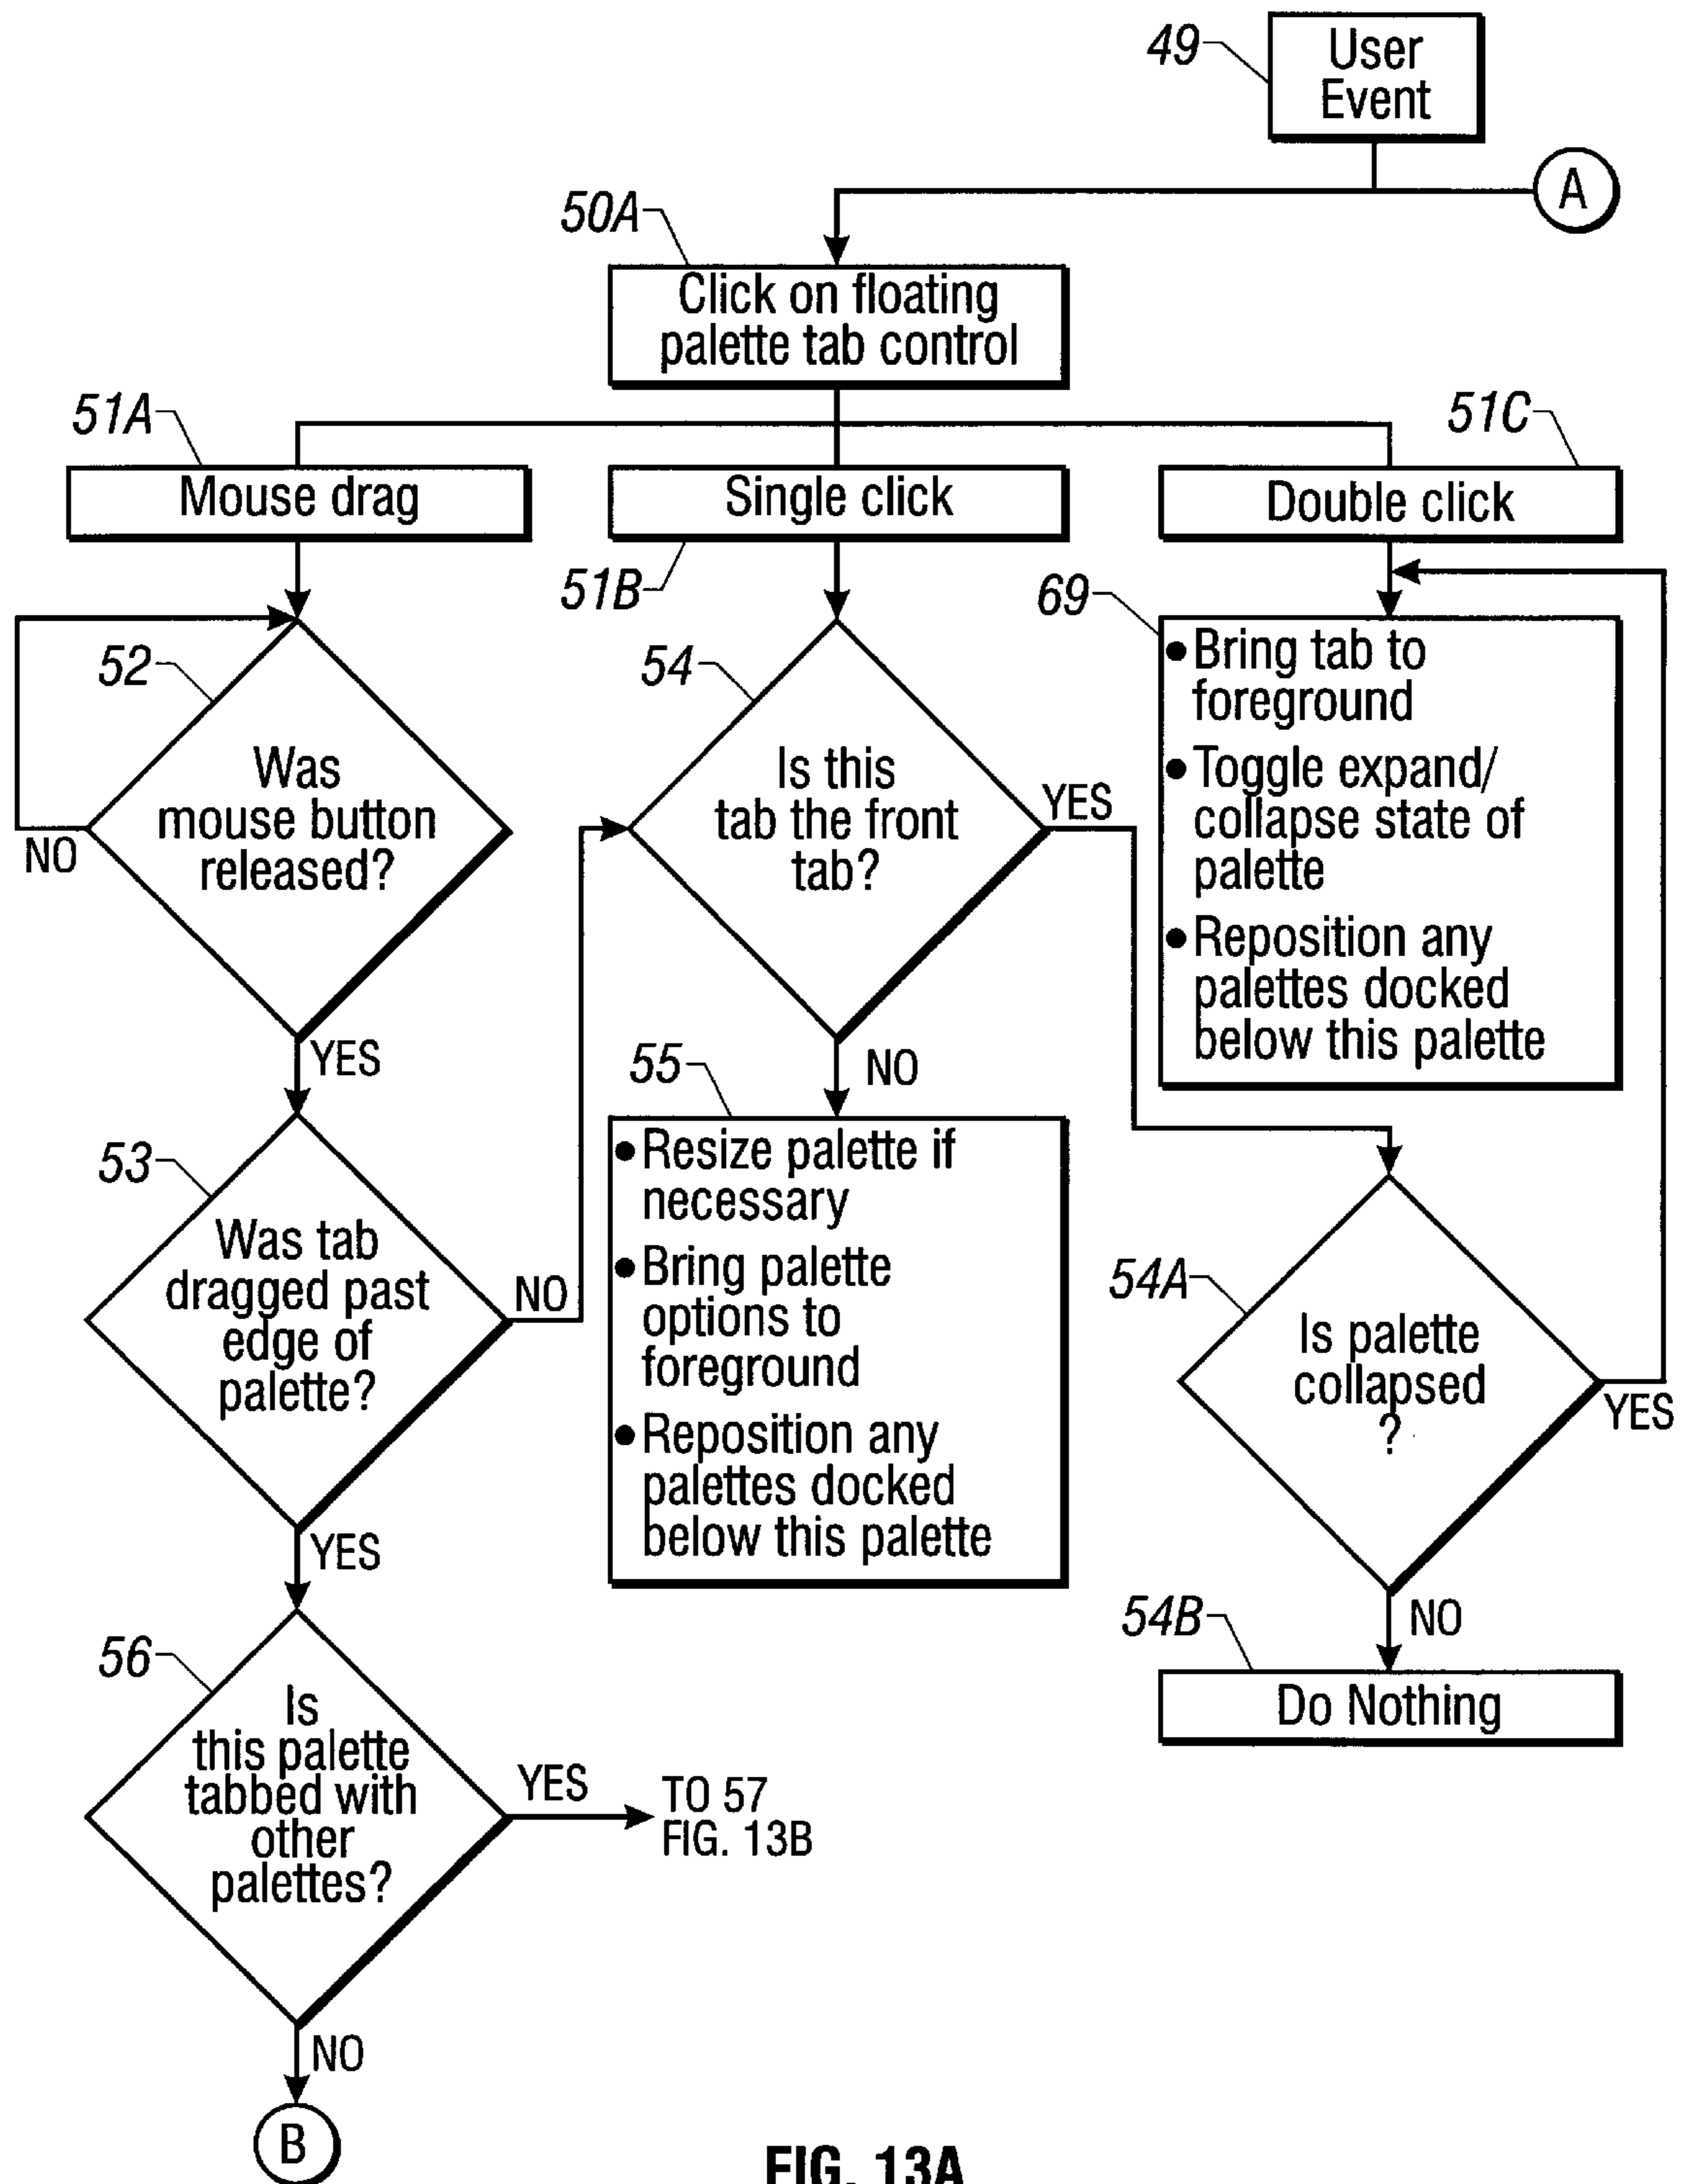 49
User
Event
A
50A
Click on floating
palette tab control
51A
51C
Mouse drag
Single click
Double click
51B
69
52
54
● Bring tab to
foreground
● Toggle expand/
collapse state of
palette
● Reposition any
palettes docked
below this palette
Was
mouse button
released?
NO
YES
Is this
tab the front
tab?
YES
NO
53
Was tab
dragged past
edge of
palette?
NO
YES
55
● Resize palette if
necessary
● Bring palette
options to
foreground
● Reposition any
palettes docked
below this palette
54A
Is palette
collapsed
?
YES
NO
54B
Do Nothing
56
Is
this palette
tabbed with
other
palettes?
YES
TO 57
FIG. 13B
NO
B
FIG. 13A